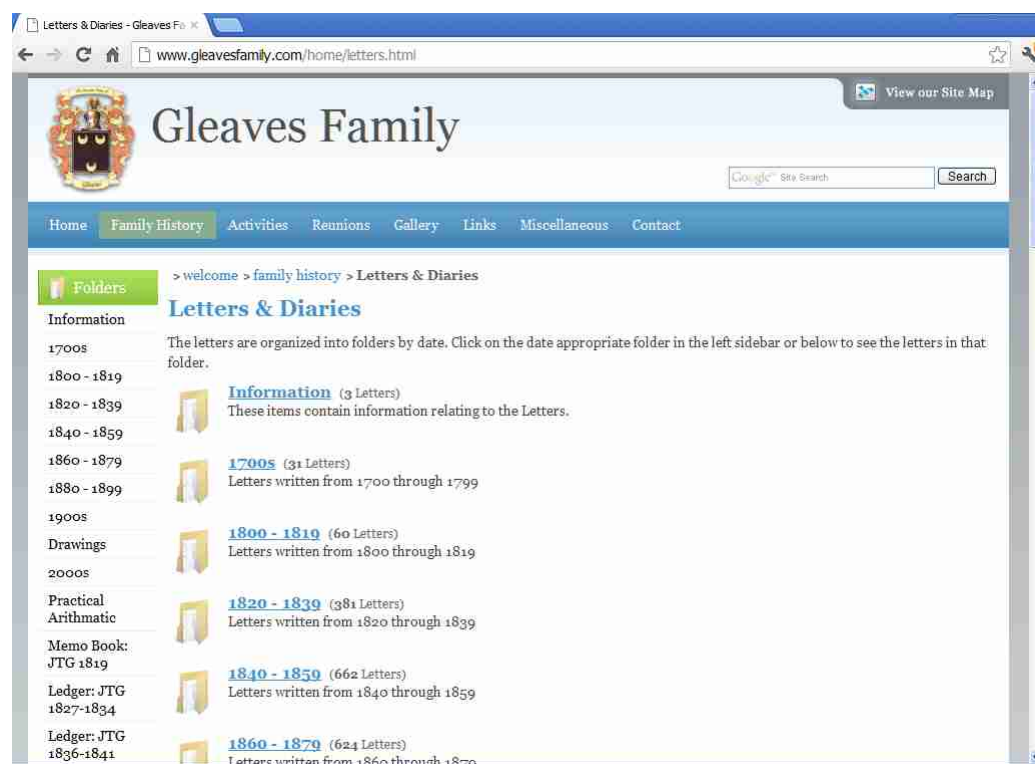 Letters & Diaries - Gleaves Fa
www.gleavesfamily.com/home/letters.html
View our Site Map
Gleaves Family
Google™ Site Search
Search
Home Family History Activities Reunions Gallery Links Miscellaneous Contact
> welcome > family history > Letters & Diaries
Folders
Information
1700s
1800 - 1819
1820 - 1839
1840 - 1859
1860 - 1879
1880 - 1899
1900s
Drawings
2000s
Practical
Arithmatic
Memo Book:
JTG 1819
Ledger: JTG
1827-1834
Ledger: JTG
1836-1841
Letters & Diaries
The letters are organized into folders by date. Click on the date appropriate folder in the left sidebar or below to see the letters in that
folder.
Information (3 Letters)
These items contain information relating to the Letters.
1700s (31 Letters)
Letters written from 1700 through 1799
1800 - 1819 (60 Letters)
Letters written from 1800 through 1819
1820 - 1839 (381 Letters)
Letters written from 1820 through 1839
1840 - 1859 (662 Letters)
Letters written from 1840 through 1859
1860 - 1879 (624 Letters)
Letters written from 1860 through 1879